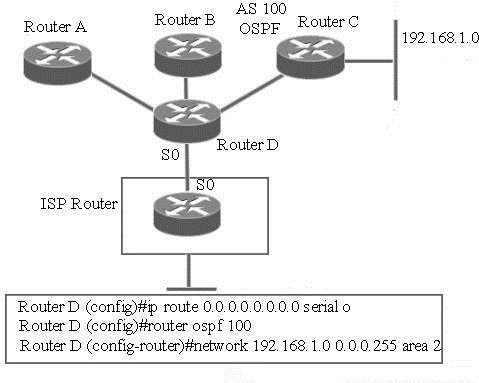 AS 100
OSPF
Router A
Router B
Router C
192.168.1.0
Router D
S0
S0
ISP Router
Router D (config)#ip route 0.0.0.0.0.0.0.0 serial o
Router D (config)#router ospf 100
Router D (config-router)#network 192.168.1.0 0.0.0.255 area 2